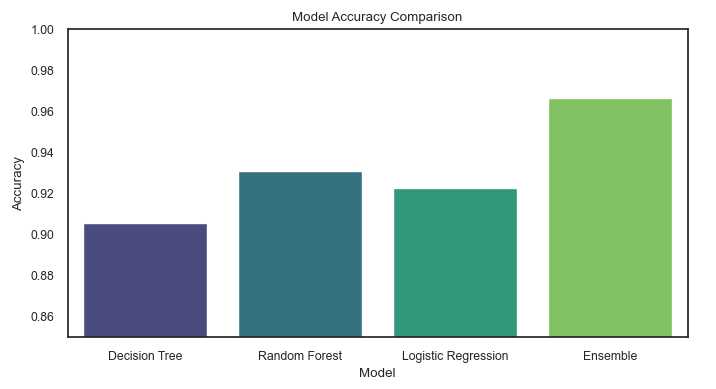 Model Accuracy Comparison
1.00
0.98
0.96
0.94
0.92
0.90
0.88
0.86
Accuracy
Decision Tree Random Forest Logistic Regression Ensemble
Model